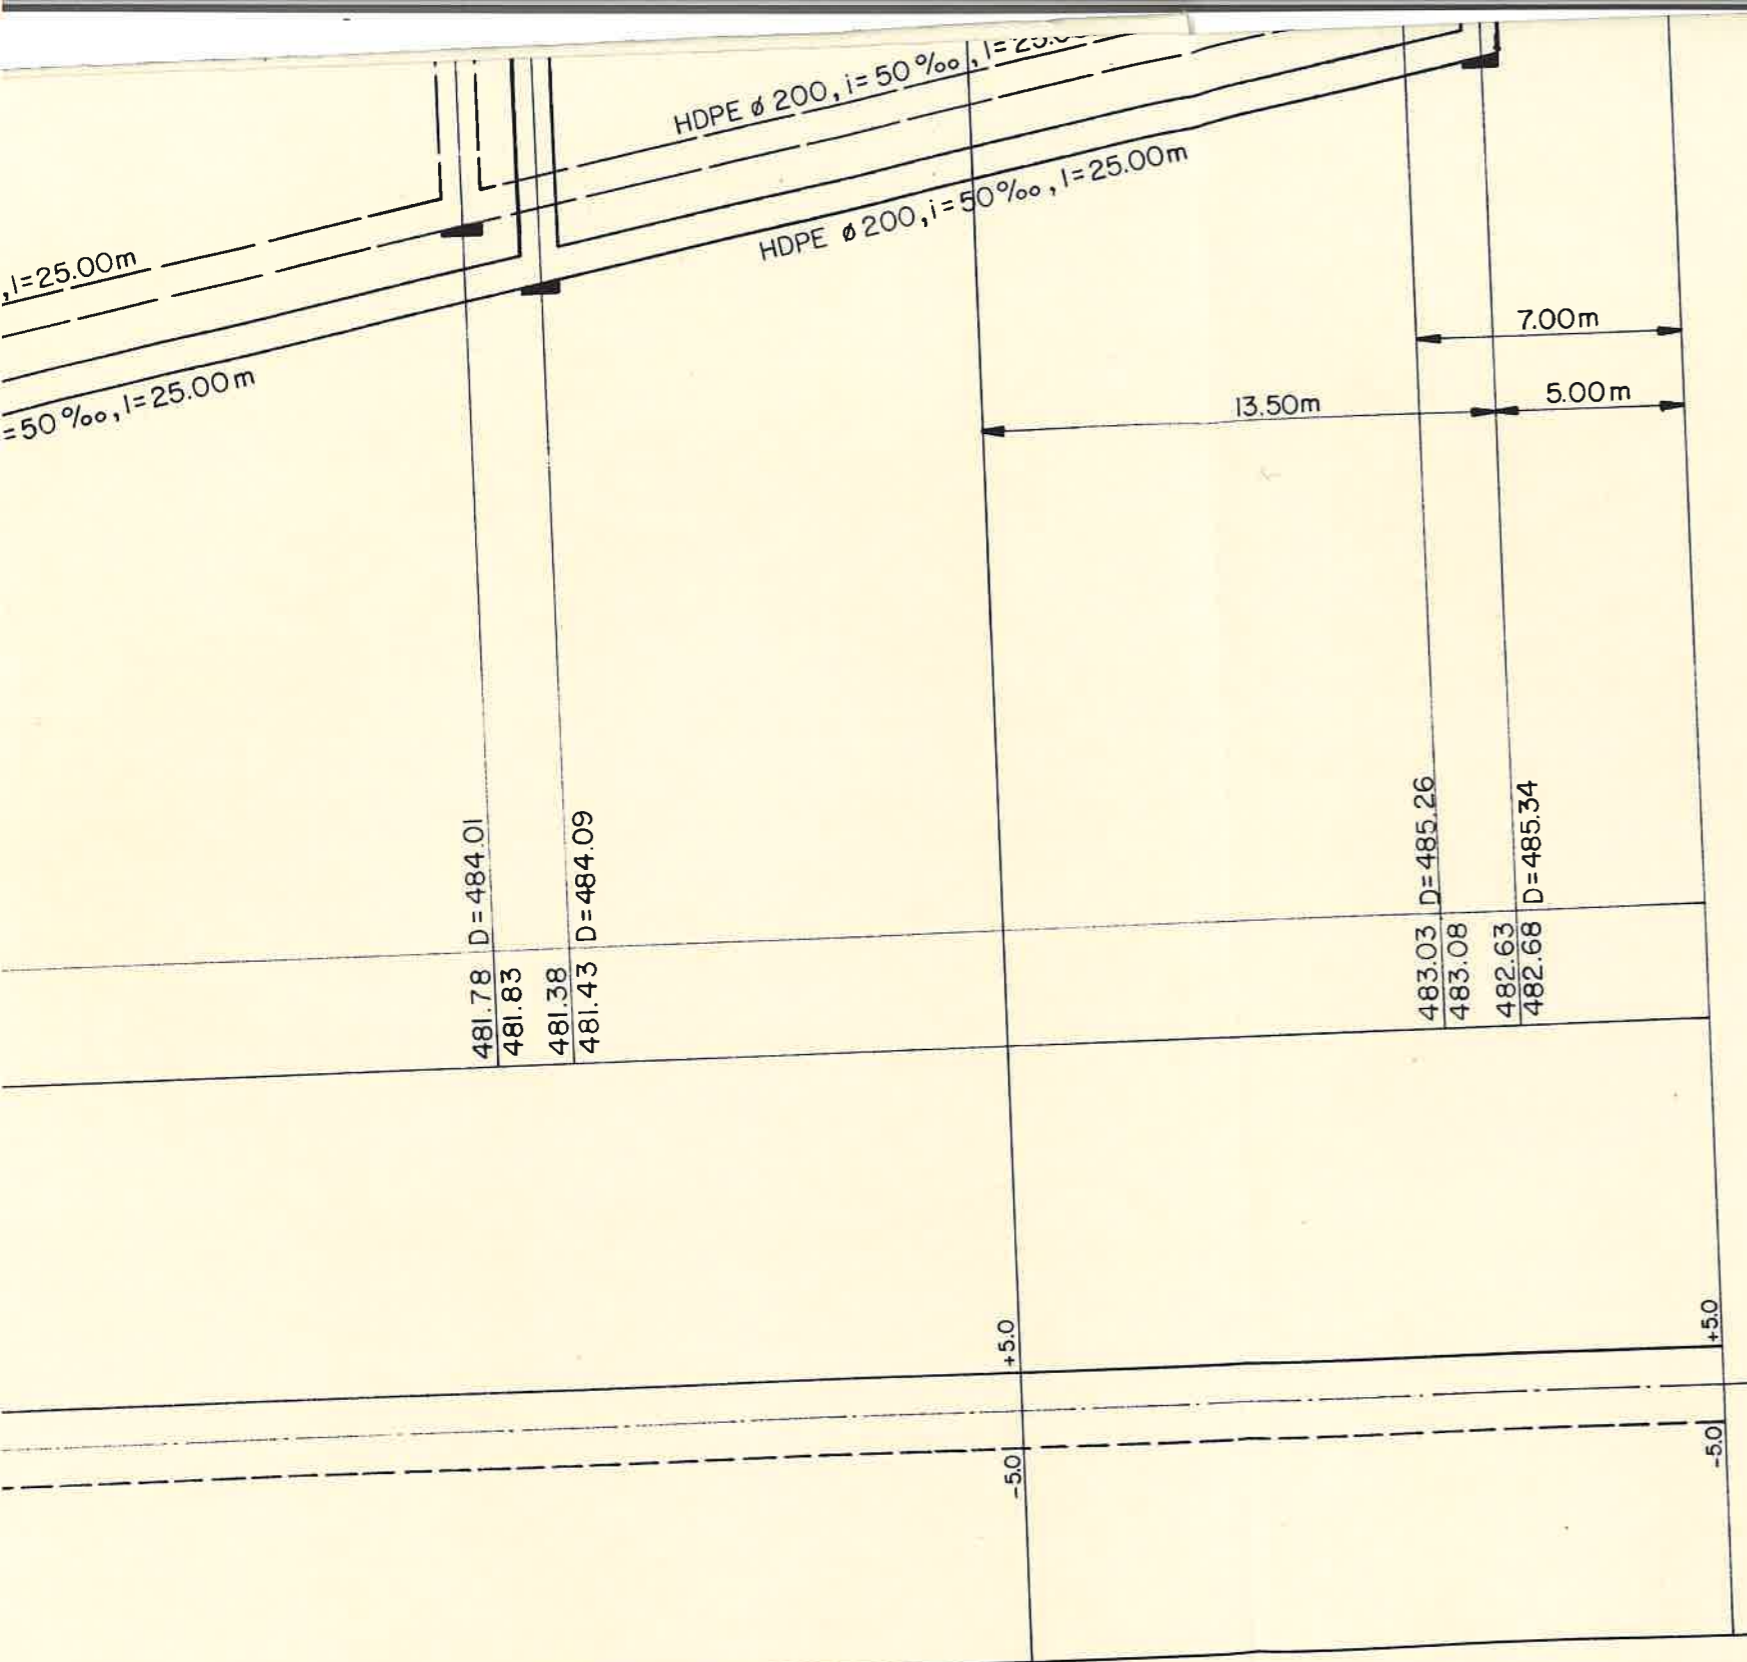 HDPE ø 200, i=50‰, l=25.
HDPE ø 200, i=50‰, l=25.00m
,l=25.00m
=50‰, l=25.00m
7.00m
13.50m
5.00m
481.78 D=484.01
481.83
481.38
481.43 D=484.09
483.03 D=485.26
483.08
482.63
482.68 D=485.34
+5.0
+5.0
-5.0
-5.0